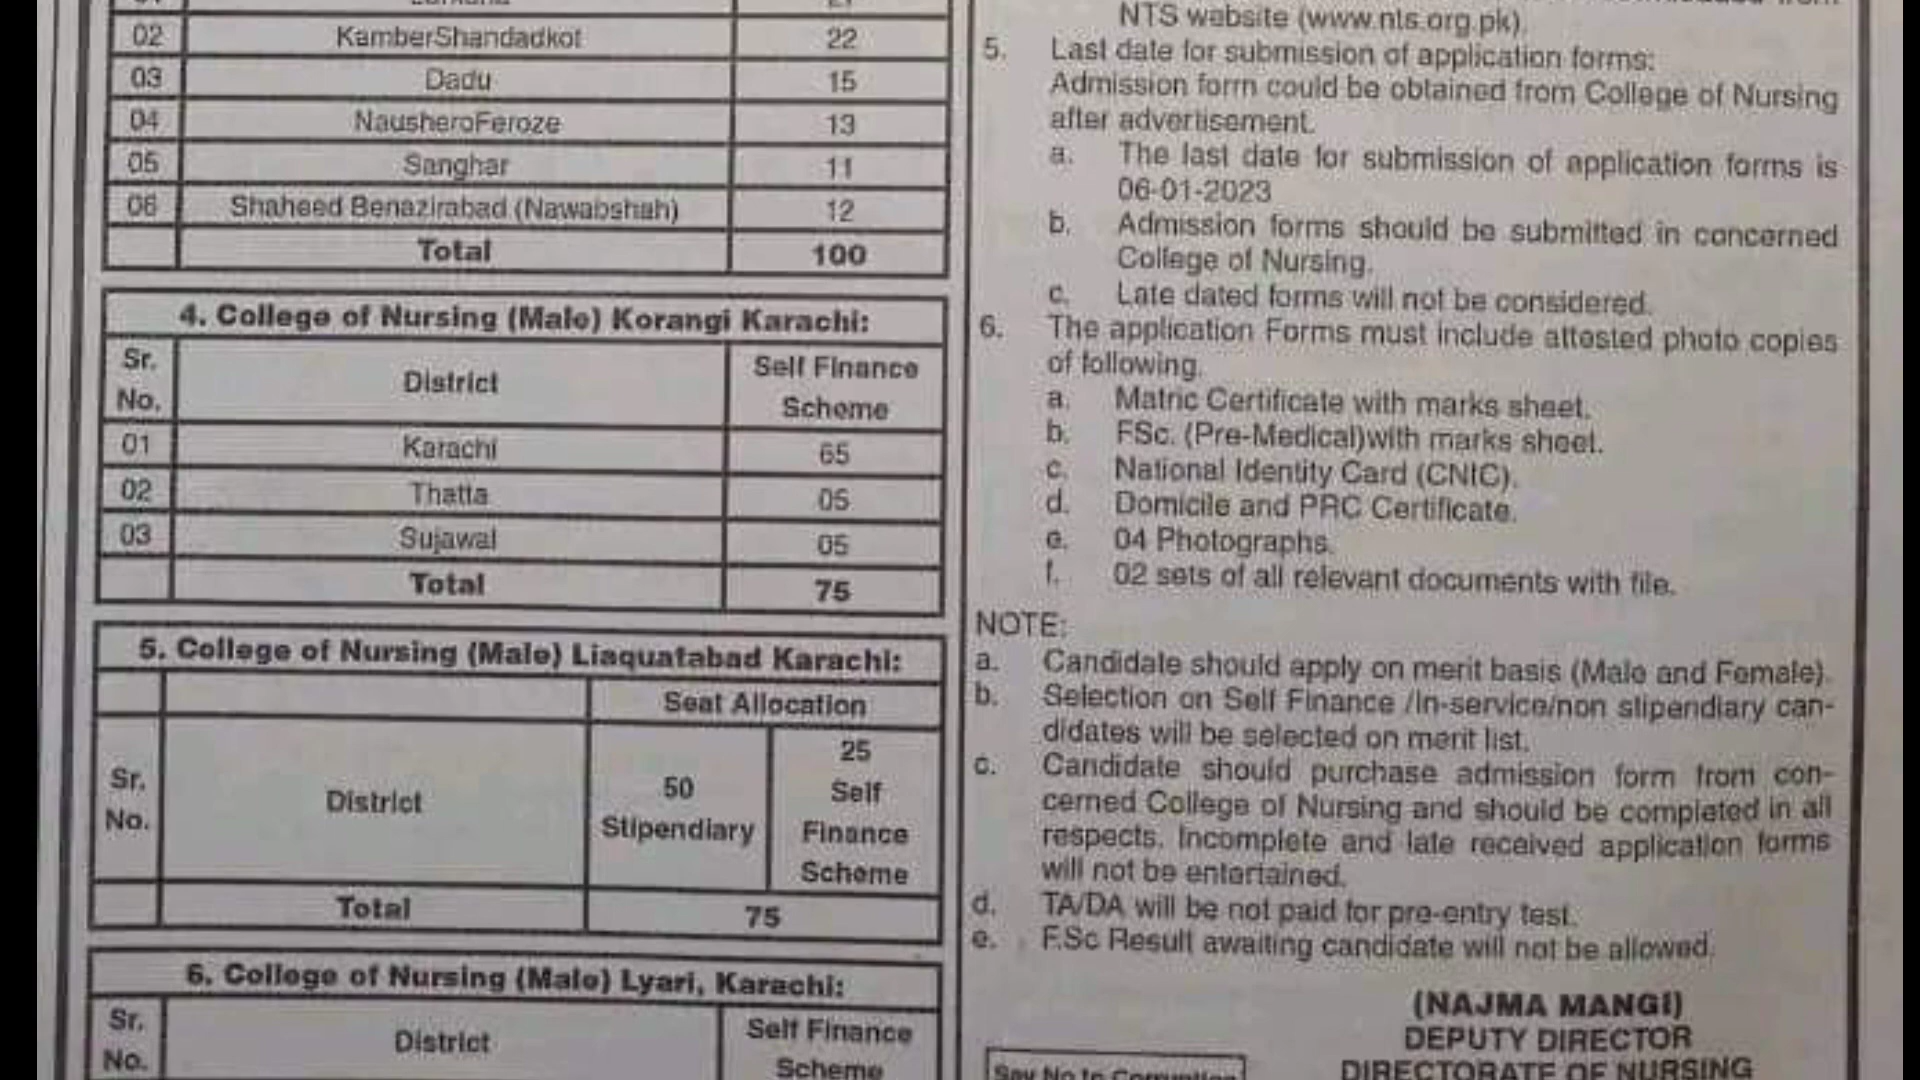 02 KamberShandadkot 22
03 Dadu 15
04 NausheroFeroze 13
05 Sanghar 11
06 Shaheed Benazirabad (Nawabshah) 12
Total 100
4. College of Nursing (Male) Korangi Karachi:
Sr. No. District Self Finance Scheme
01 Karachi 65
02 Thatta 05
03 Sujawal 05
Total 75
5. College of Nursing (Male) Liaquatabad Karachi:
Seat Allocation
Sr. No. District 50 Stipendiary 25 Self Finance Scheme
Total 75
6. College of Nursing (Male) Lyari, Karachi:
Sr. No. District Self Finance Scheme
NTS website (www.nts.org.pk).
5. Last date for submission of application forms:
Admission form could be obtained from College of Nursing
after advertisement.
a. The last date for submission of application forms is
06-01-2023
b. Admission forms should be submitted in concerned
College of Nursing.
c. Late dated forms will not be considered.
6. The application Forms must include attested photo copies
of following.
a. Matric Certificate with marks sheet.
b. FSc. (Pre-Medical)with marks sheet.
c. National Identity Card (CNIC).
d. Domicile and PRC Certificate.
e. 04 Photographs.
f. 02 sets of all relevant documents with file.
NOTE:
a. Candidate should apply on merit basis (Male and Female).
b. Selection on Self Finance /In-service/non stipendiary can-
didates will be selected on merit list.
c. Candidate should purchase admission form from con-
cerned College of Nursing and should be completed in all
respects. Incomplete and late received application forms
will not be entertained.
d. TA/DA will be not paid for pre-entry test.
e. F.Sc Result awaiting candidate will not be allowed.
(NAJMA MANGI)
DEPUTY DIRECTOR
DIRECTORATE OF NURSING
Say No to Corruption